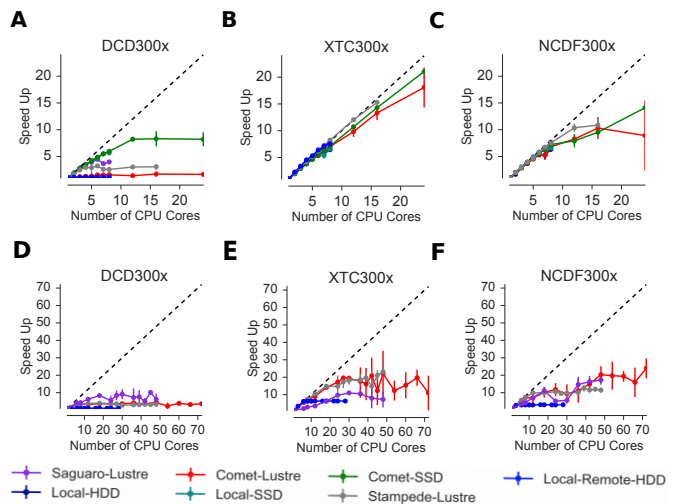 A
DCD300x
Speed Up
20
15
10
5
5 10 15 20
Number of CPU Cores
B
XTC300x
Speed Up
20
15
10
5
5 10 15 20
Number of CPU Cores
C
NCDF300x
Speed Up
20
15
10
5
5 10 15 20
Number of CPU Cores
D
DCD300x
Speed Up
70
60
50
40
30
20
10
10 20 30 40 50 60 70
Number of CPU Cores
E
XTC300x
Speed Up
70
60
50
40
30
20
10
10 20 30 40 50 60 70
Number of CPU Cores
F
NCDF300x
Speed Up
70
60
50
40
30
20
10
10 20 30 40 50 60 70
Number of CPU Cores
Saguaro-Lustre
Comet-Lustre
Comet-SSD
Local-Remote-HDD
Local-HDD
Local-SSD
Stampede-Lustre